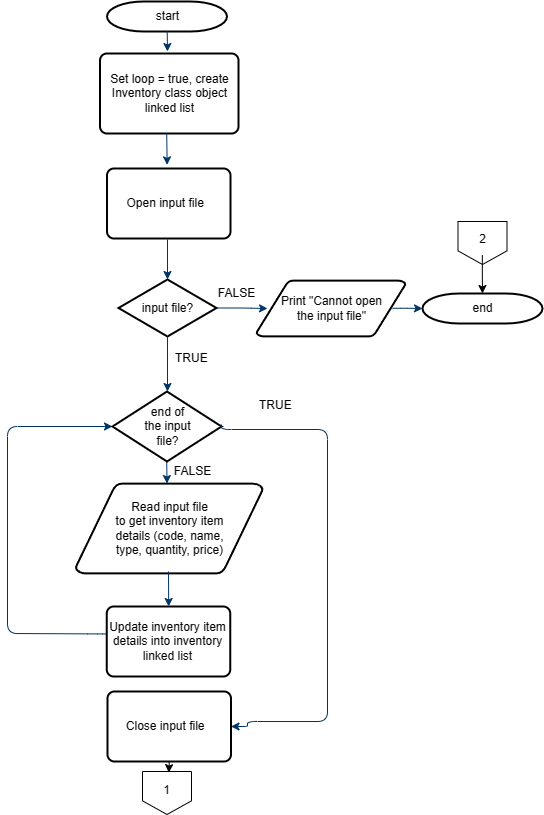 start
Set loop = true, create
Inventory class object
linked list
Open input file
2
input file?
FALSE
Print "Cannot open
the input file"
end
TRUE
end of
the input
file?
TRUE
FALSE
Read input file
to get inventory item
details (code, name,
type, quantity, price)
Update inventory item
details into inventory
linked list
Close input file
1